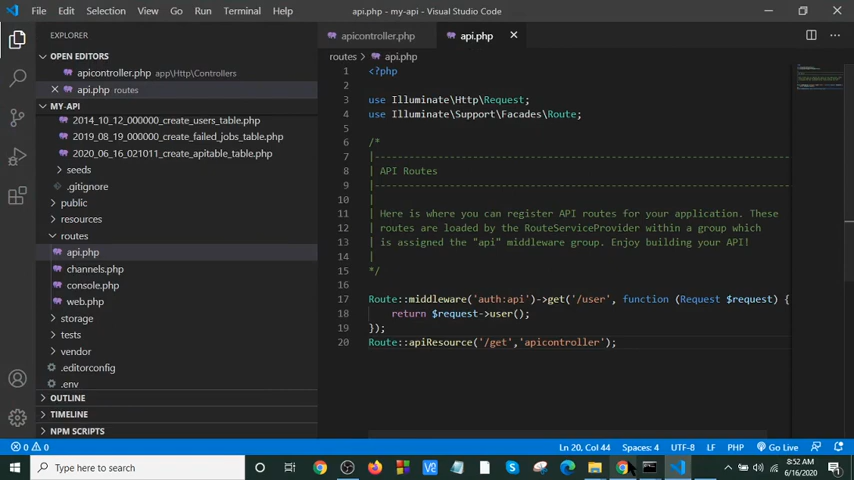 File Edit Selection View Go Run Terminal Help api.php - my-api - Visual Studio Code
EXPLORER
OPEN EDITORS
apicontroller.php app\Http\Controllers
api.php routes
MY-API
2014_10_12_000000_create_users_table.php
2019_08_19_000000_create_failed_jobs_table.php
2020_06_16_021011_create_apitable_table.php
seeds
.gitignore
public
resources
routes
api.php
channels.php
console.php
web.php
storage
tests
vendor
.editorconfig
.env
OUTLINE
TIMELINE
NPM SCRIPTS
apicontroller.php api.php
routes > api.php
1 <?php
2
3 use Illuminate\Http\Request;
4 use Illuminate\Support\Facades\Route;
5
6 /*
7 |--------------------------------------------------------------------------
8 | API Routes
9 |--------------------------------------------------------------------------
10 |
11 | Here is where you can register API routes for your application. These
12 | routes are loaded by the RouteServiceProvider within a group which
13 | is assigned the "api" middleware group. Enjoy building your API!
14 |
15 */
16
17 Route::middleware('auth:api')->get('/user', function (Request $request) {
18 return $request->user();
19 });
20 Route::apiResource('/get','apicontroller');
0 0 Ln 20, Col 44 Spaces: 4 UTF-8 LF PHP Go Live
Type here to search
8:52 AM
6/16/2020